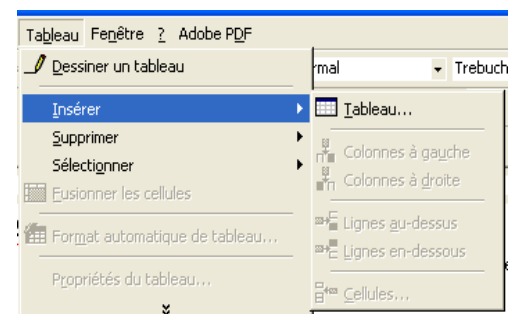 Tableau Fenêtre ? Adobe PDF
Dessiner un tableau
rmal
Trebuch
Insérer
Tableau...
Supprimer
Colonnes à gauche
Sélectionner
Colonnes à droite
Fusionner les cellules
Lignes au-dessus
Format automatique de tableau...
Lignes en-dessous
Propriétés du tableau...
Cellules...